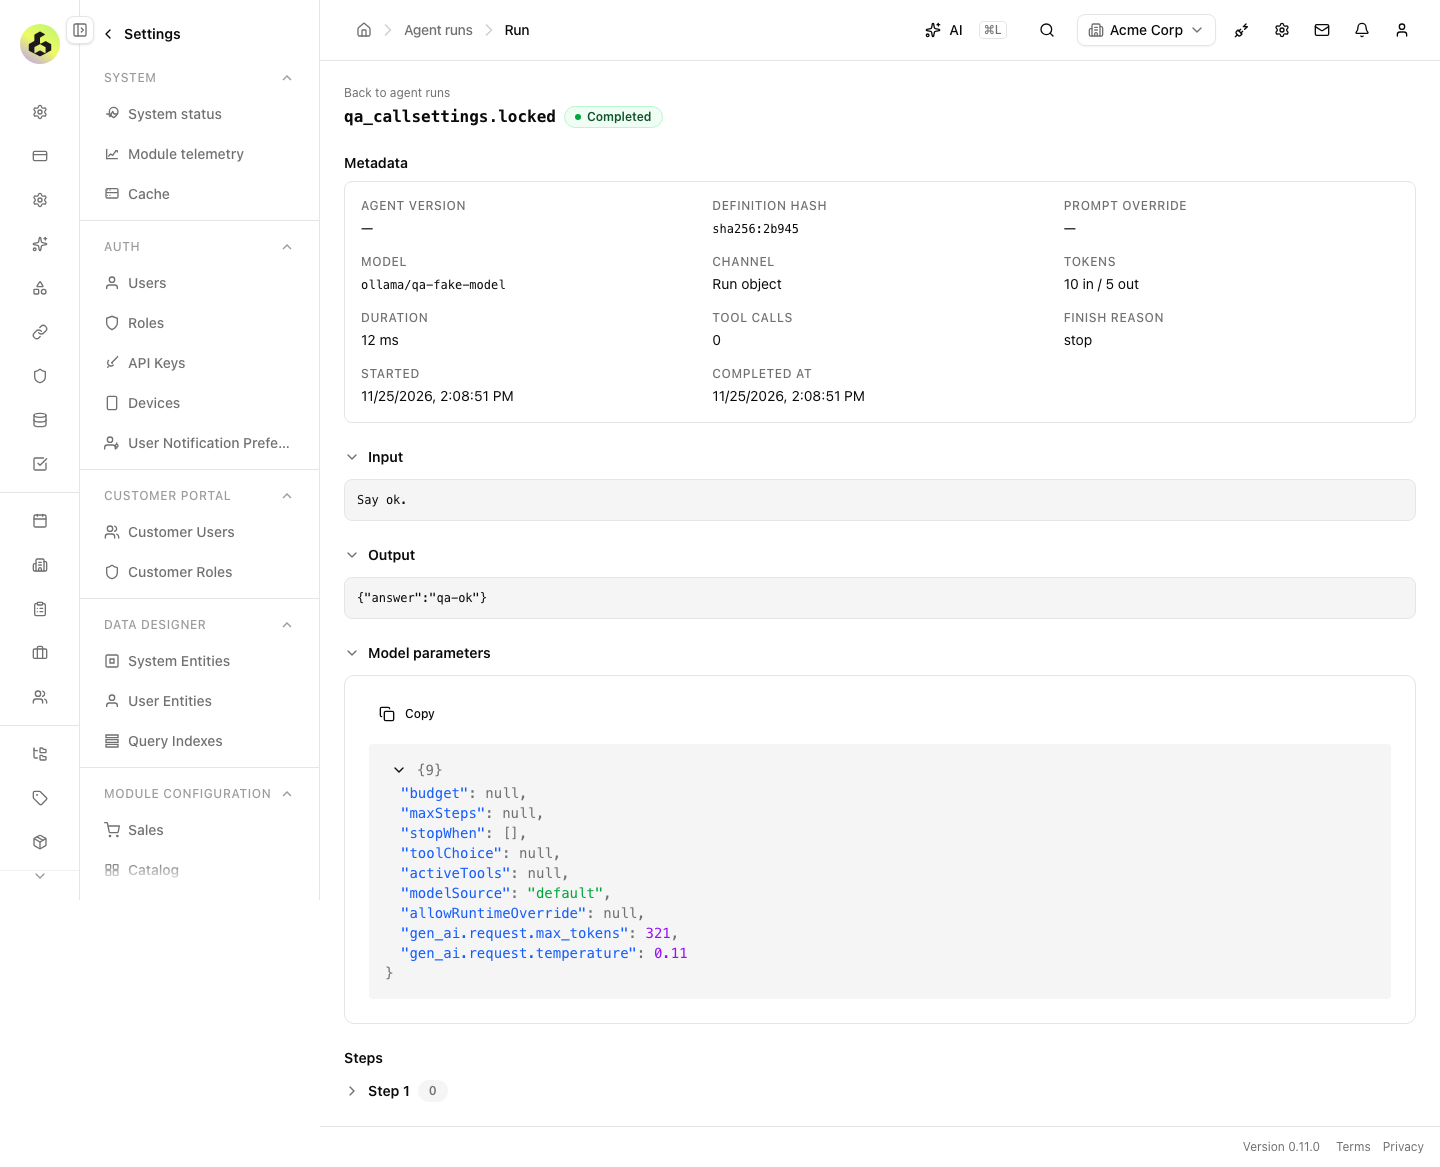 Settings
SYSTEM
System status
Module telemetry
Cache
AUTH
Users
Roles
API Keys
Devices
User Notification Prefe...
CUSTOMER PORTAL
Customer Users
Customer Roles
DATA DESIGNER
System Entities
User Entities
Query Indexes
MODULE CONFIGURATION
Sales
Catalog
Agent runs
Run
AI
⌘L
Acme Corp
Back to agent runs
qa_callsettings.locked
Completed
Metadata
AGENT VERSION
—
DEFINITION HASH
sha256:2b945
PROMPT OVERRIDE
—
MODEL
ollama/qa-fake-model
CHANNEL
Run object
TOKENS
10 in / 5 out
DURATION
12 ms
TOOL CALLS
0
FINISH REASON
stop
STARTED
11/25/2026, 2:08:51 PM
COMPLETED AT
11/25/2026, 2:08:51 PM
Input
Say ok.
Output
{"answer":"qa-ok"}
Model parameters
Copy
{9}
"budget": null,
"maxSteps": null,
"stopWhen": [],
"toolChoice": null,
"activeTools": null,
"modelSource": "default",
"allowRuntimeOverride": null,
"gen_ai.request.max_tokens": 321,
"gen_ai.request.temperature": 0.11
}
Steps
Step 1 0
Version 0.11.0 Terms Privacy